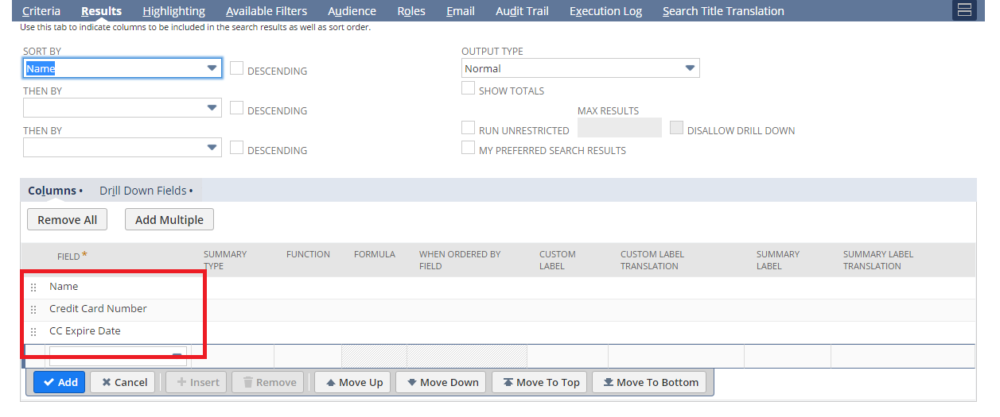 Criteria Results Highlighting Available Filters Audience Roles Email Audit Trail Execution Log Search Title Translation
Use this tab to indicate columns to be included in the search results as well as sort order.
SORT BY
Name
DESCENDING
THEN BY
DESCENDING
THEN BY
DESCENDING
OUTPUT TYPE
Normal
SHOW TOTALS
MAX RESULTS
RUN UNRESTRICTED
DISALLOW DRILL DOWN
MY PREFERRED SEARCH RESULTS
Columns • Drill Down Fields •
Remove All Add Multiple
FIELD * SUMMARY TYPE FUNCTION FORMULA WHEN ORDERED BY FIELD CUSTOM LABEL CUSTOM LABEL TRANSLATION SUMMARY LABEL SUMMARY LABEL TRANSLATION
Name
Credit Card Number
CC Expire Date
Add Cancel Insert Remove Move Up Move Down Move To Top Move To Bottom